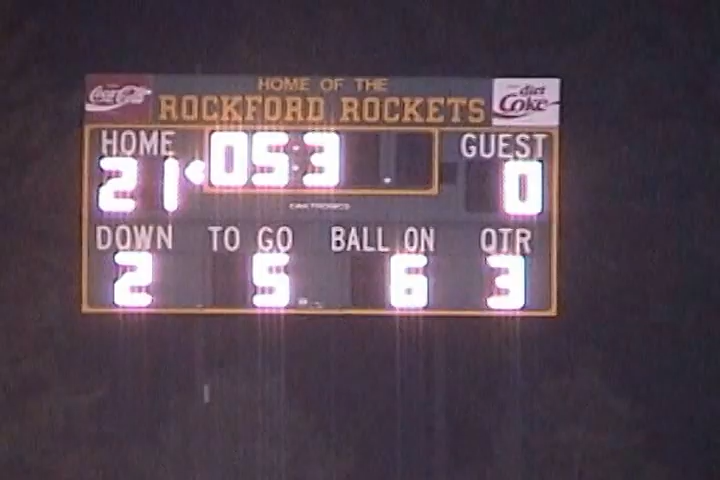 HOME OF THE
Coca-Cola ROCKFORD ROCKETS diet Coke
HOME 05:3 GUEST
21 0
DAKTRONICS
DOWN TO GO BALL ON QTR
2 5 6 3